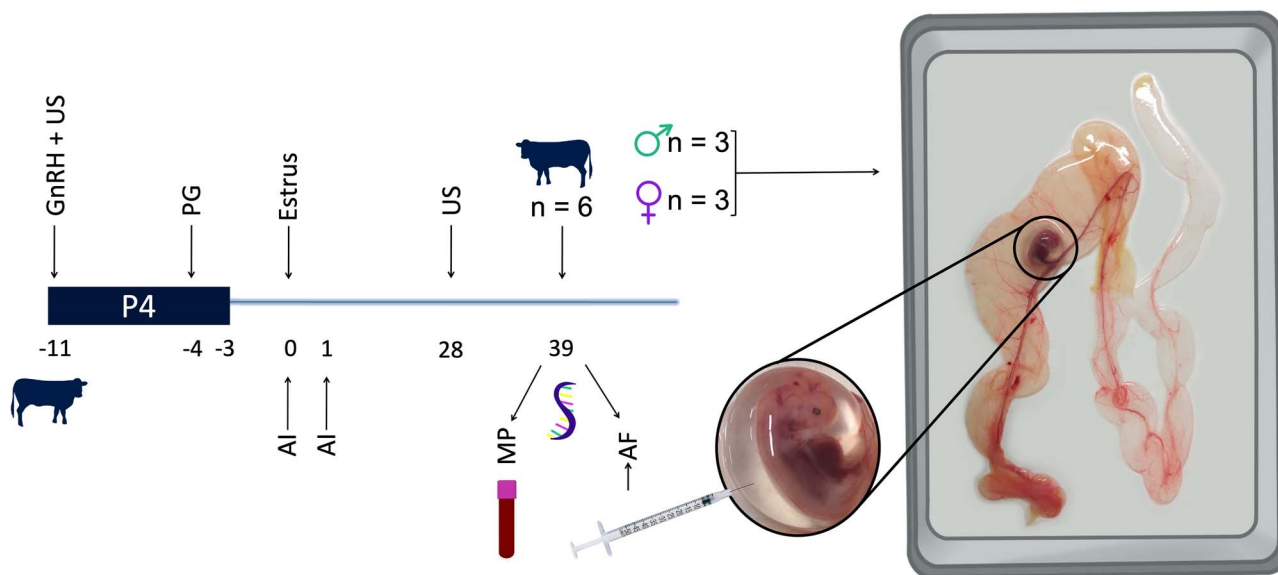 GnRH + US
PG
Estrus
US
n = 6
♂ n = 3
♀ n = 3
P4
-11
-4
-3
0
1
28
39
AI
AI
MP
AF